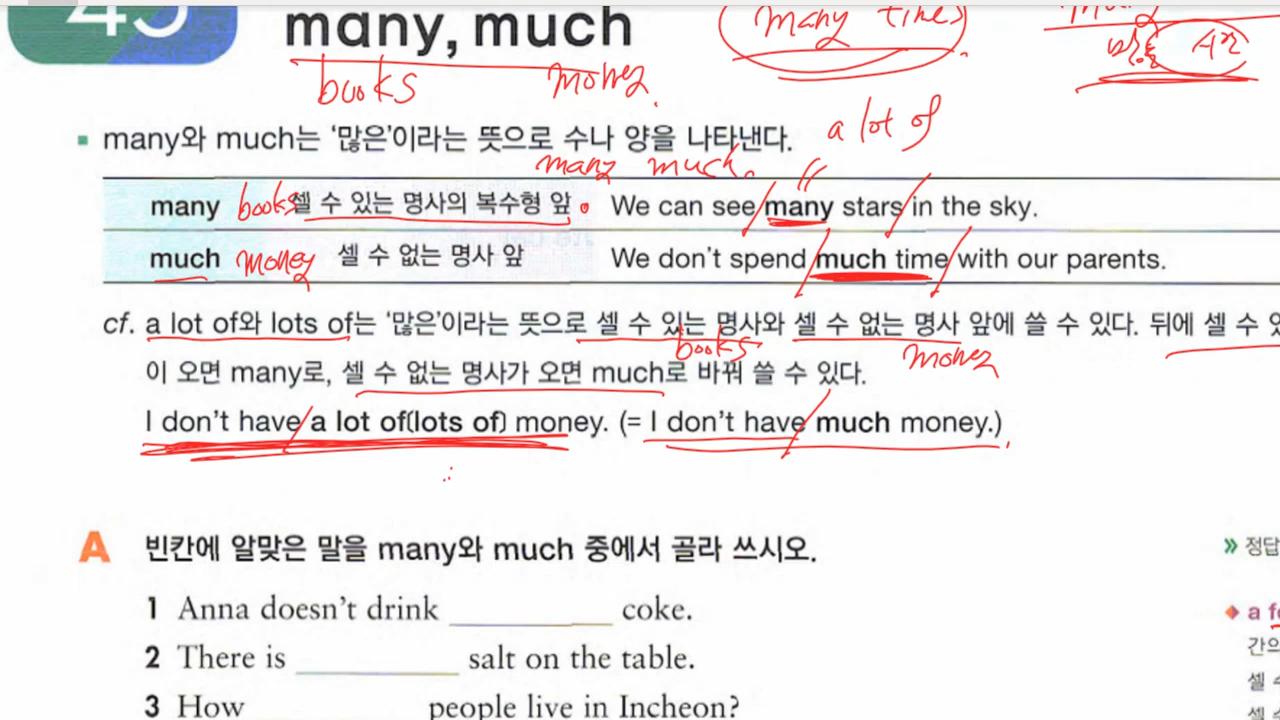 45
many, much
many times
books
money.
a lot of
many와 much는 '많은'이라는 뜻으로 수나 양을 나타낸다.
many much.
many books 셀 수 있는 명사의 복수형 앞 We can see many stars in the sky.
much money 셀 수 없는 명사 앞 We don't spend much time with our parents.
cf. a lot of와 lots of는 '많은'이라는 뜻으로 셀 수 있는 명사와 셀 수 없는 명사 앞에 쓸 수 있다. 뒤에 셀 수
books
money
이 오면 many로, 셀 수 없는 명사가 오면 much로 바꿔 쓸 수 있다.
I don't have a lot of(lots of) money. (= I don't have much money.)
A 빈칸에 알맞은 말을 many와 much 중에서 골라 쓰시오.
» 정답
1 Anna doesn't drink ________ coke.
◆ a
2 There is ________ salt on the table.
셀
3 How ________ people live in Incheon?
셀